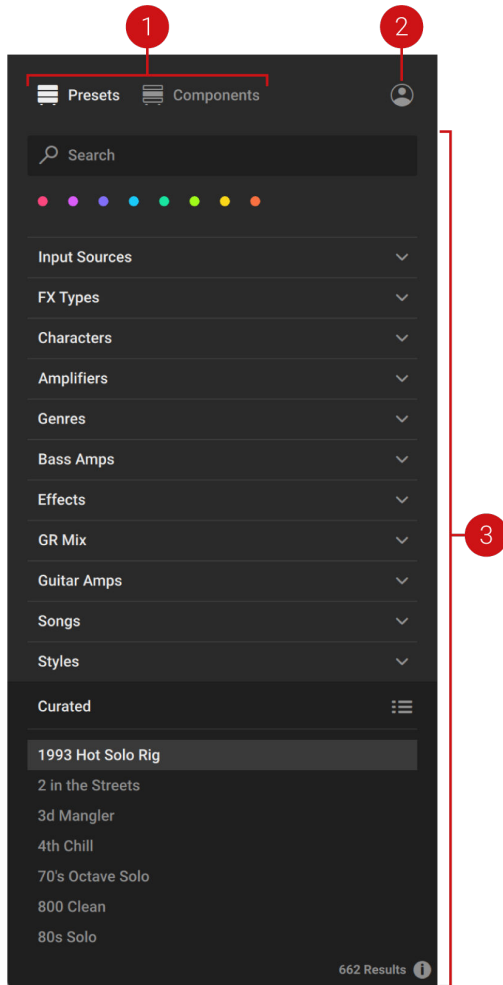 1
2
Presets Components
Search
Input Sources
FX Types
Characters
Amplifiers
Genres
Bass Amps
Effects
GR Mix
3
Guitar Amps
Songs
Styles
Curated
1993 Hot Solo Rig
2 in the Streets
3d Mangler
4th Chill
70's Octave Solo
800 Clean
80s Solo
662 Results i